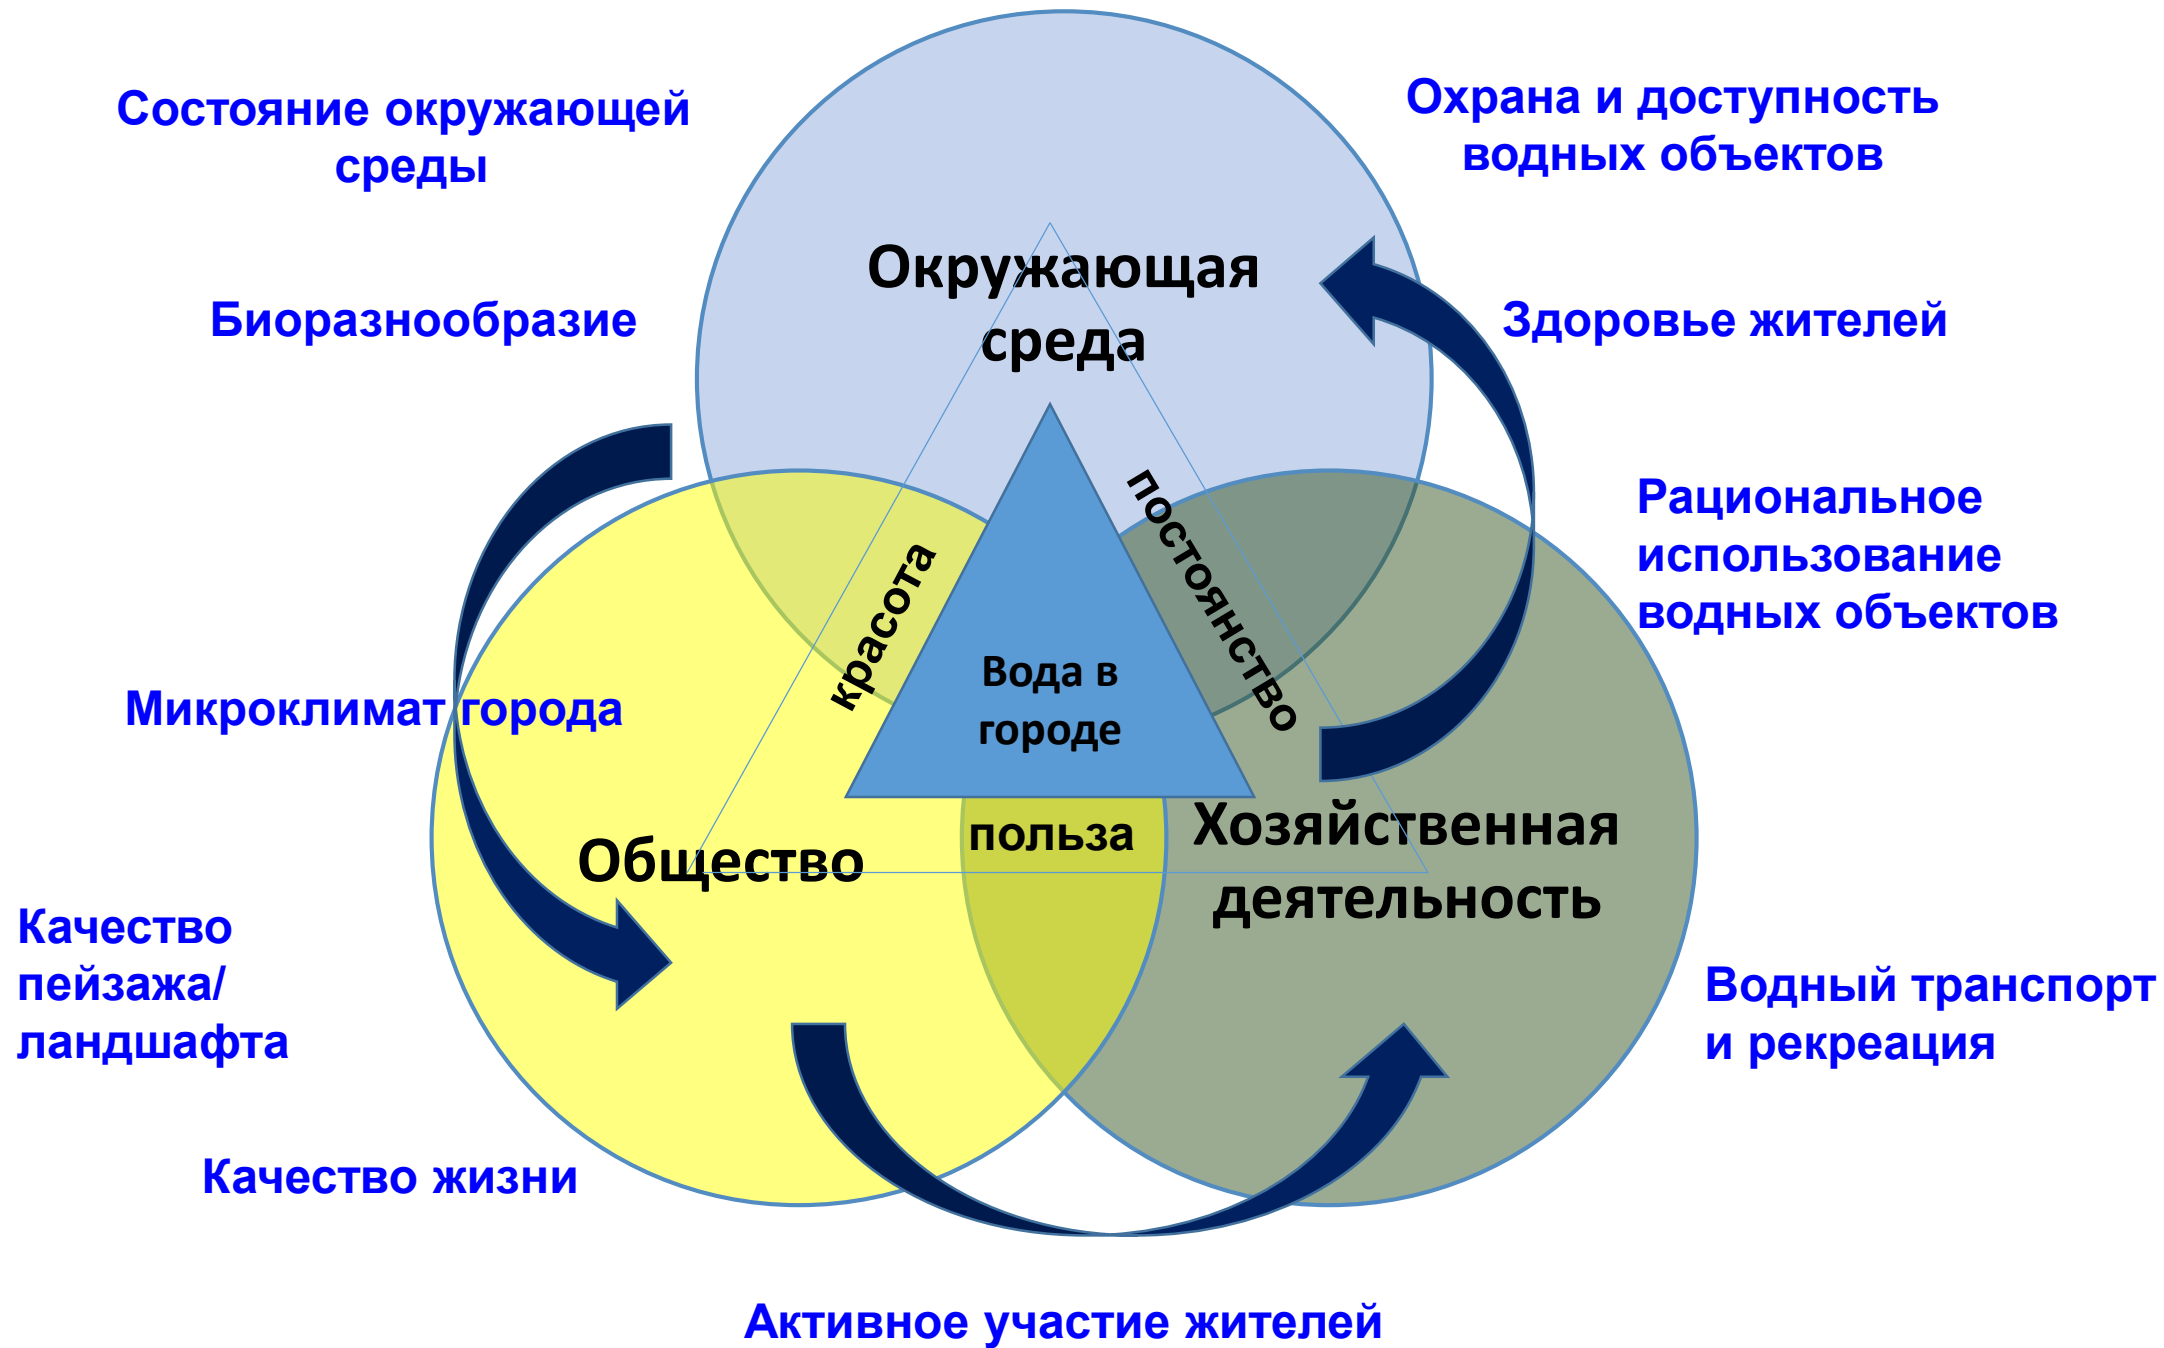 Состояние окружающей
среды
Охрана и доступность
водных объектов
Окружающая
среда
Биоразнообразие
Здоровье жителей
Рациональное
использование
водных объектов
красота
постоянство
Вода в
городе
Микроклимат города
польза
Общество
Хозяйственная
деятельность
Качество
пейзажа/
ландшафта
Водный транспорт
и рекреация
Качество жизни
Активное участие жителей